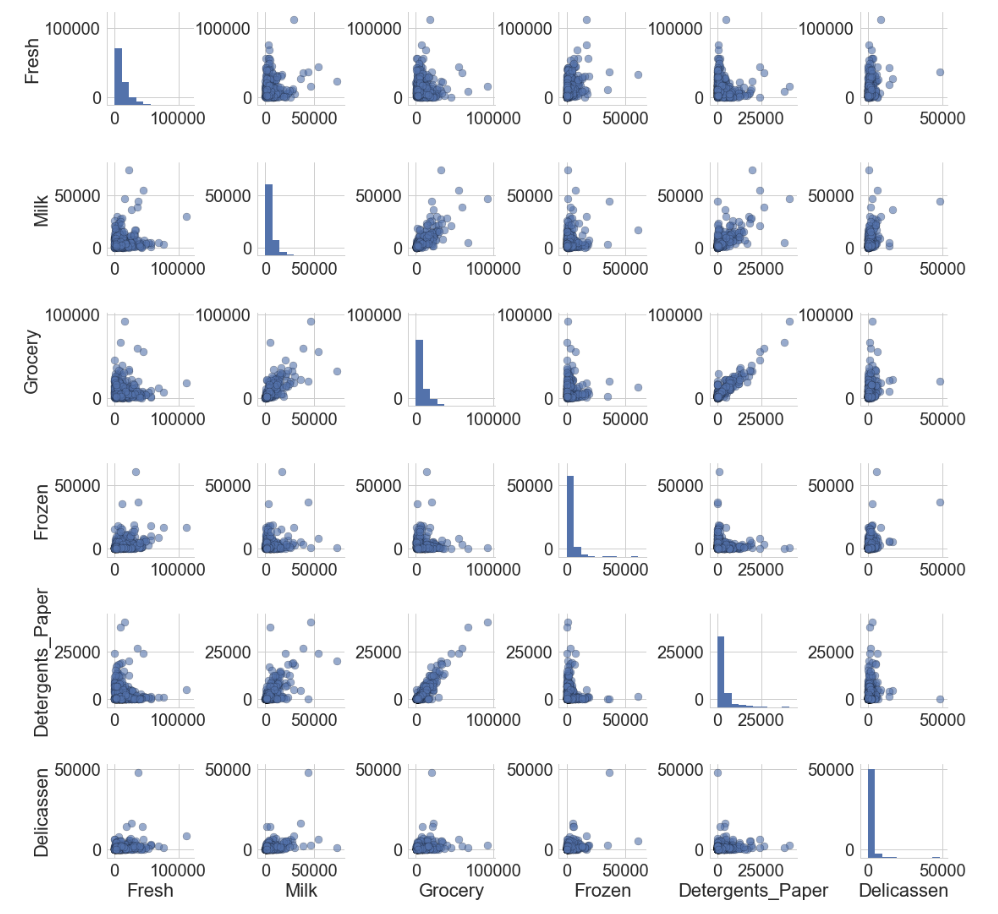 100000 100000 100000 100000 100000 100000
Fresh
0 0 0 0 0 0
0 100000 0 50000 0 100000 0 50000 0 25000 0 50000
50000 50000 50000 50000 50000 50000
Milk
0 0 0 0 0 0
0 100000 0 50000 0 100000 0 50000 0 25000 0 50000
100000 100000 100000 100000 100000 100000
Grocery
0 0 0 0 0 0
0 100000 0 50000 0 100000 0 50000 0 25000 0 50000
50000 50000 50000 50000 50000 50000
Frozen
0 0 0 0 0 0
0 100000 0 50000 0 100000 0 50000 0 25000 0 50000
Detergents_Paper
25000 25000 25000 25000 25000 25000
0 0 0 0 0 0
0 100000 0 50000 0 100000 0 50000 0 25000 0 50000
50000 50000 50000 50000 50000 50000
Delicassen
0 0 0 0 0 0
0 100000 0 50000 0 100000 0 50000 0 25000 0 50000
Fresh Milk Grocery Frozen Detergents_Paper Delicassen